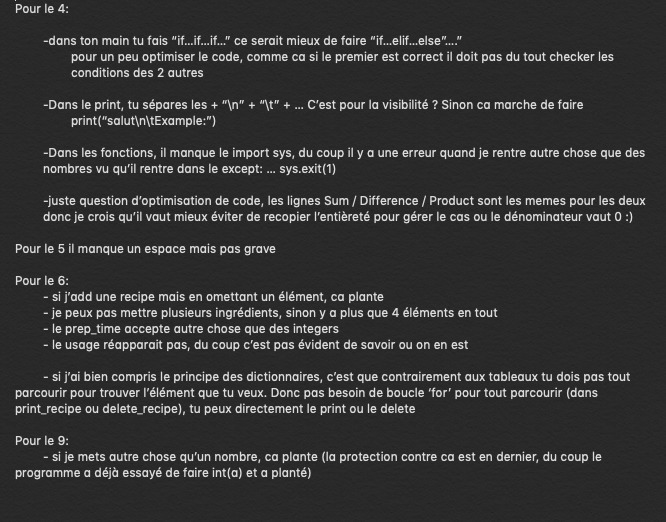 Pour le 4:
-dans ton main tu fais “if...if...if...” ce serait mieux de faire “if...elif...else”....”
pour un peu optimiser le code, comme ca si le premier est correct il doit pas du tout checker les
conditions des 2 autres
-Dans le print, tu sépares les + “\n” + “\t” + ... C’est pour la visibilité ? Sinon ca marche de faire
print(“salut\n\tExample:”)
-Dans les fonctions, il manque le import sys, du coup il y a une erreur quand je rentre autre chose que des
nombres vu qu’il rentre dans le except: ... sys.exit(1)
-juste question d’optimisation de code, les lignes Sum / Difference / Product sont les memes pour les deux
donc je crois qu’il vaut mieux éviter de recopier l’entièreté pour gérer le cas ou le dénominateur vaut 0 :)
Pour le 5 il manque un espace mais pas grave
Pour le 6:
- si j’add une recipe mais en omettant un élément, ca plante
- je peux pas mettre plusieurs ingrédients, sinon y a plus que 4 éléments en tout
- le prep_time accepte autre chose que des integers
- le usage réapparait pas, du coup c’est pas évident de savoir ou on en est
- si j’ai bien compris le principe des dictionnaires, c’est que contrairement aux tableaux tu dois pas tout
parcourir pour trouver l’élément que tu veux. Donc pas besoin de boucle ‘for’ pour tout parcourir (dans
print_recipe ou delete_recipe), tu peux directement le print ou le delete
Pour le 9:
- si je mets autre chose qu’un nombre, ca plante (la protection contre ca est en dernier, du coup le
programme a déjà essayé de faire int(a) et a planté)